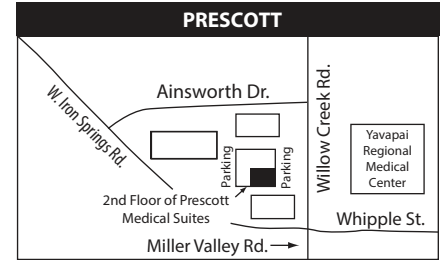 PRESCOTT
Ainsworth Dr.
W. Iron Springs Rd.
Willow Creek Rd.
Parking
Parking
Yavapai
Regional
Medical
Center
2nd Floor of Prescott
Medical Suites
Whipple St.
Miller Valley Rd.